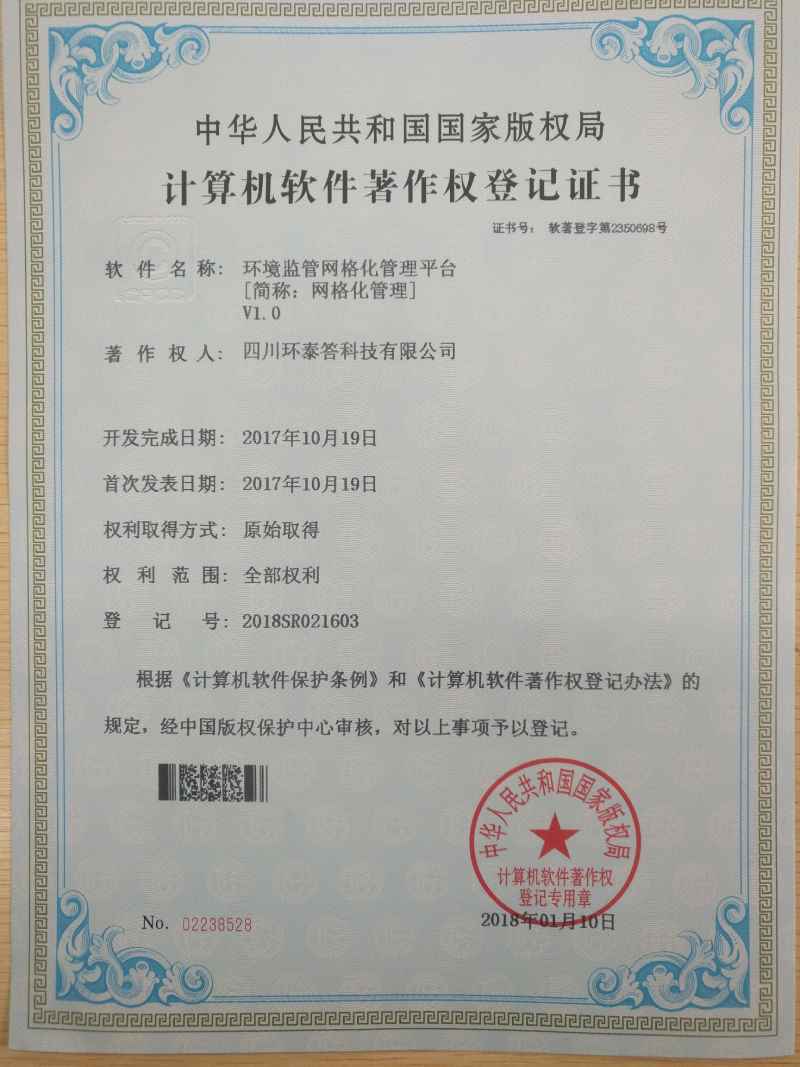 中华人民共和国国家版权局
计算机软件著作权登记证书
证书号： 软著登字第2350698号
软件名称： 环境监管网格化管理平台
[简称：网格化管理]
V1.0
著作权人： 四川环泰答科技有限公司
开发完成日期： 2017年10月19日
首次发表日期： 2017年10月19日
权利取得方式： 原始取得
权利范围： 全部权利
登记号： 2018SR021603
根据《计算机软件保护条例》和《计算机软件著作权登记办法》的
规定，经中国版权保护中心审核，对以上事项予以登记。
中华人民共和国国家版权局
计算机软件著作权
登记专用章
No. 02238528
2018年01月10日